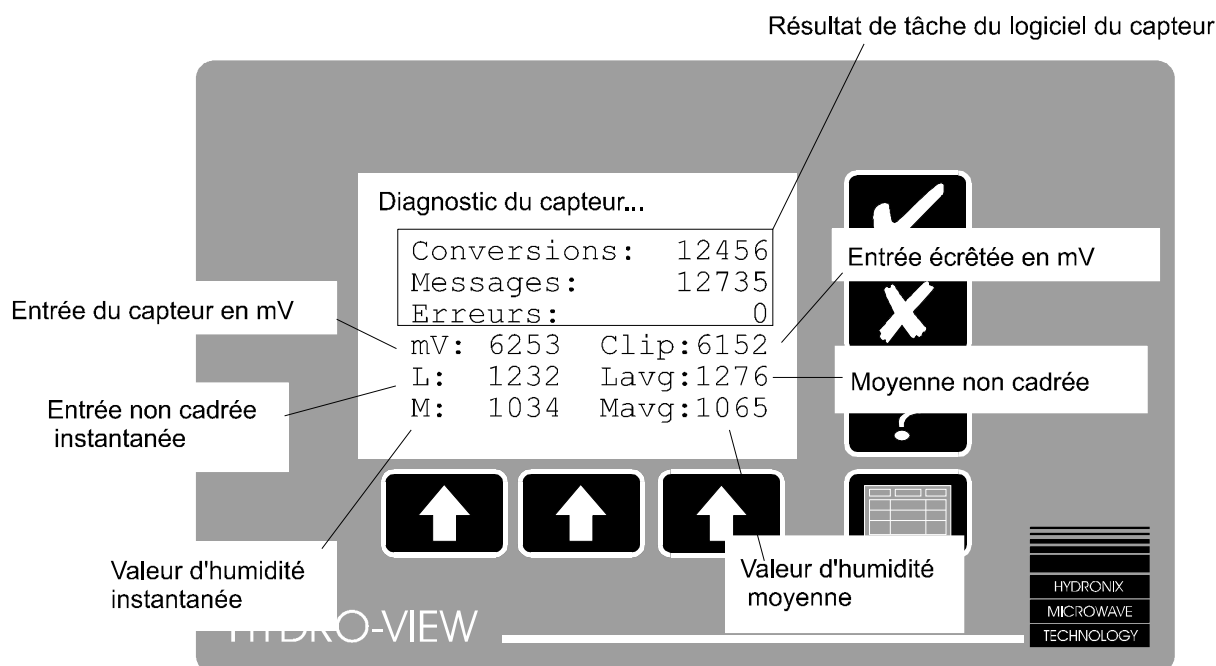 Résultat de tâche du logiciel du capteur
Diagnostic du capteur...
Conversions: 12456
Messages: 12735
Erreurs: 0
mV: 6253 Clip:6152
L: 1232 Lavg:1276
M: 1034 Mavg:1065
Entrée écrêtée en mV
Entrée du capteur en mV
Moyenne non cadrée
Entrée non cadrée
instantanée
Valeur d'humidité
instantanée
Valeur d'humidité
moyenne
HYDRO-VIEW
HYDRONIX
MICROWAVE
TECHNOLOGY